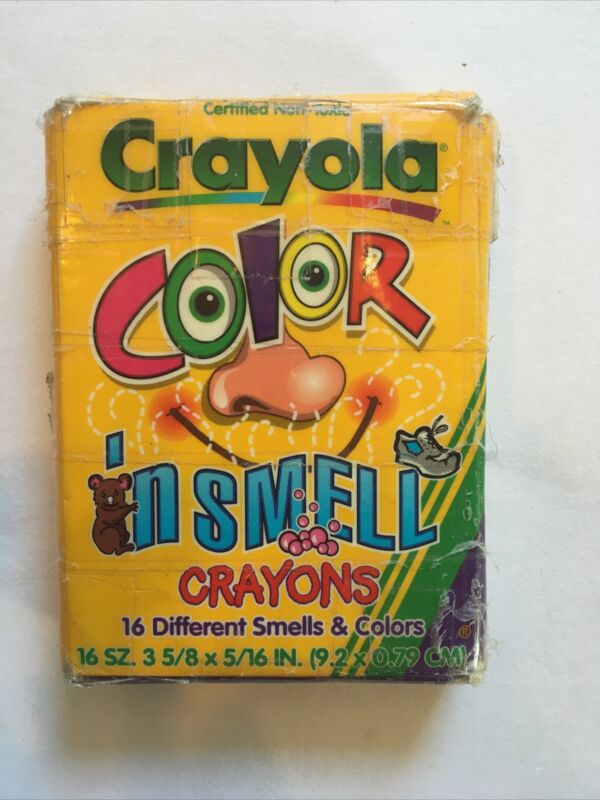 Certified Non-Toxic
Crayola®
™
COLOR
'n SMELL
CRAYONS
16 Different Smells & Colors ®
16 SZ. 3 5/8 x 5/16 IN. (9.2 x 0.79 CM)